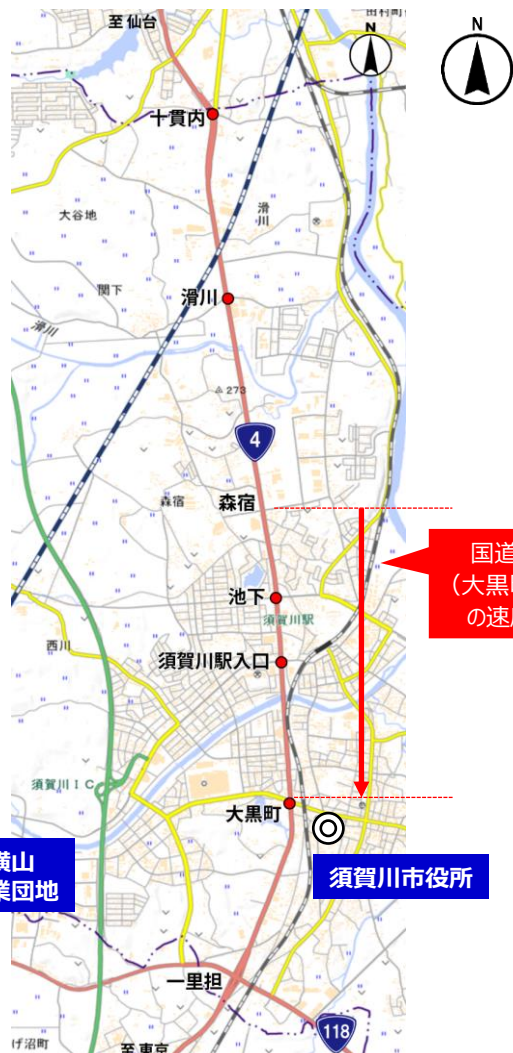 至 仙台
N
N
十貫内
大谷地
滑川
関下
滑川
滑川
273
4
森宿
森宿
国道
(大黒
の速
池下
須賀川駅
西川
須賀川駅入口
須賀川IC
大黒町
横山
業団地
須賀川市役所
一里担
118
げ沼町
至 東京